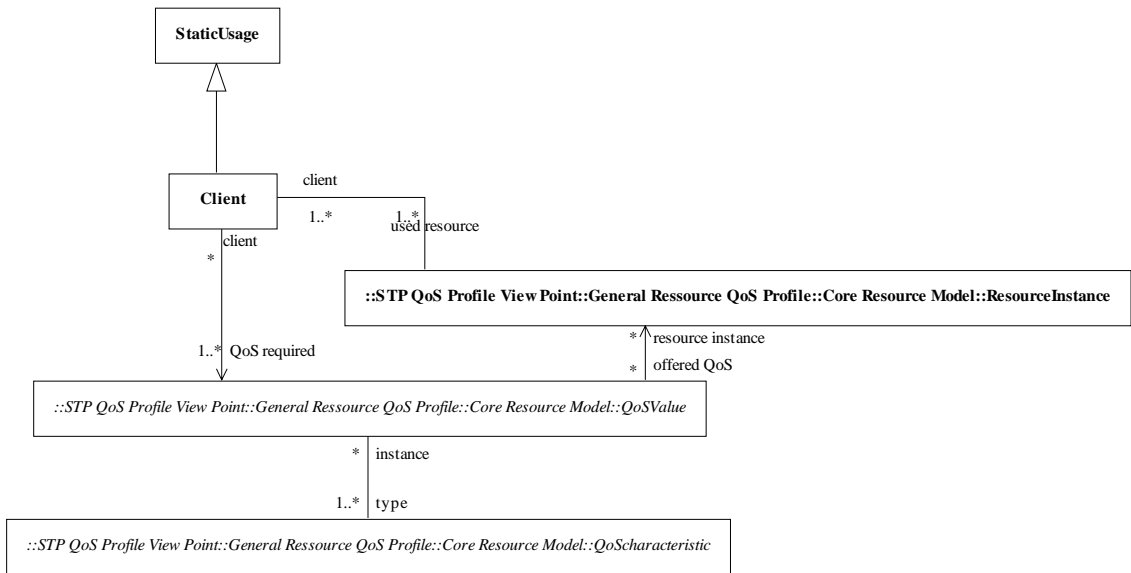 StaticUsage
Client
client
1..*
1..*
used resource
client
*
::STP QoS Profile View Point::General Ressource QoS Profile::Core Resource Model::ResourceInstance
* resource instance
1..* QoS required
* offered QoS
::STP QoS Profile View Point::General Ressource QoS Profile::Core Resource Model::QoSValue
* instance
1..* type
::STP QoS Profile View Point::General Ressource QoS Profile::Core Resource Model::QoScharacteristic